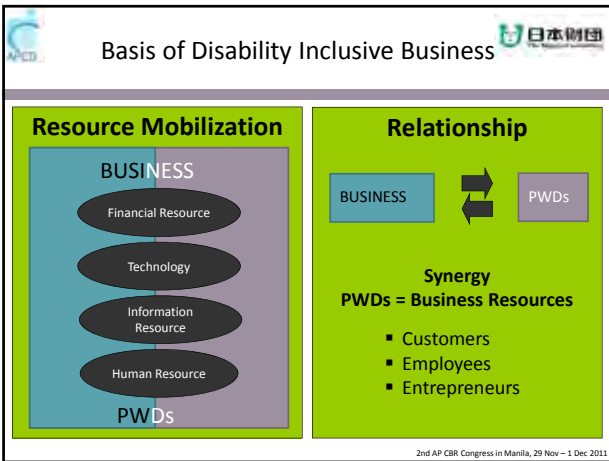 APCD
Basis of Disability Inclusive Business
日本財団
Resource Mobilization
BUSINESS
Financial Resource
Technology
Information
Resource
Human Resource
PWDs
Relationship
BUSINESS
PWDs
Synergy
PWDs = Business Resources
▪ Customers
▪ Employees
▪ Entrepreneurs
2nd AP CBR Congress in Manila, 29 Nov – 1 Dec 2011